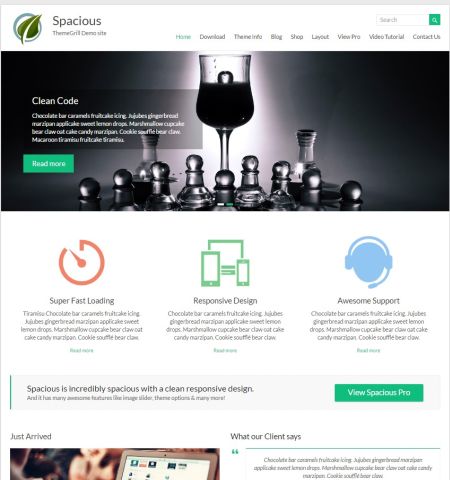 Spacious
ThemeGrill Demo site
Search
Home Download Theme Info Blog Shop Layout View Pro Video Tutorial Contact Us
Clean Code
Chocolate bar caramels fruitcake icing. Jujubes gingerbread
marzipan applicake sweet lemon drops. Marshmallow cupcake
bear claw oat cake candy marzipan. Cookie soufflé bear claw.
Macaroon tiramisu fruitcake tiramisu.
Read more
Super Fast Loading
Tiramisu Chocolate bar caramels fruitcake icing.
Jujubes gingerbread marzipan applicake sweet lemon
drops. Marshmallow cupcake bear claw oat cake
candy marzipan. Cookie soufflé bear claw.
Read more
Responsive Design
Chocolate bar caramels fruitcake icing. Jujubes
gingerbread marzipan applicake sweet lemon drops.
Marshmallow cupcake bear claw oat cake candy
marzipan. Cookie soufflé bear claw.
Read more
Awesome Support
Chocolate bar caramels fruitcake icing. Jujubes
gingerbread marzipan applicake sweet lemon drops.
Marshmallow cupcake bear claw oat cake candy
marzipan. Cookie soufflé bear claw.
Read more
Spacious is incredibly spacious with a clean responsive design.
And it has many awesome features like image slider, theme options & many more!
View Spacious Pro
Just Arrived
What our Client says
Chocolate bar caramels fruitcake icing. Jujubes gingerbread marzipan
applicake sweet lemon drops. Marshmallow cupcake bear claw oat